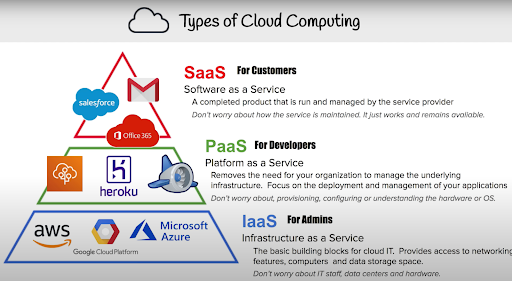 Types of Cloud Computing
SaaS For Customers
Software as a Service
A completed product that is run and managed by the service provider
Don't worry about how the service is maintained. It just works and remains available.
salesforce
Office 365
PaaS For Developers
Platform as a Service
Removes the need for your organization to manage the underlying
infrastructure. Focus on the deployment and management of your applications
Don't worry about, provisioning, configuring or understanding the hardware or OS.
heroku
IaaS For Admins
Infrastructure as a Service
The basic building blocks for cloud IT. Provides access to networking
features, computers and data storage space.
Don't worry about IT staff, data centers and hardware.
aws
Google Cloud Platform
Microsoft
Azure